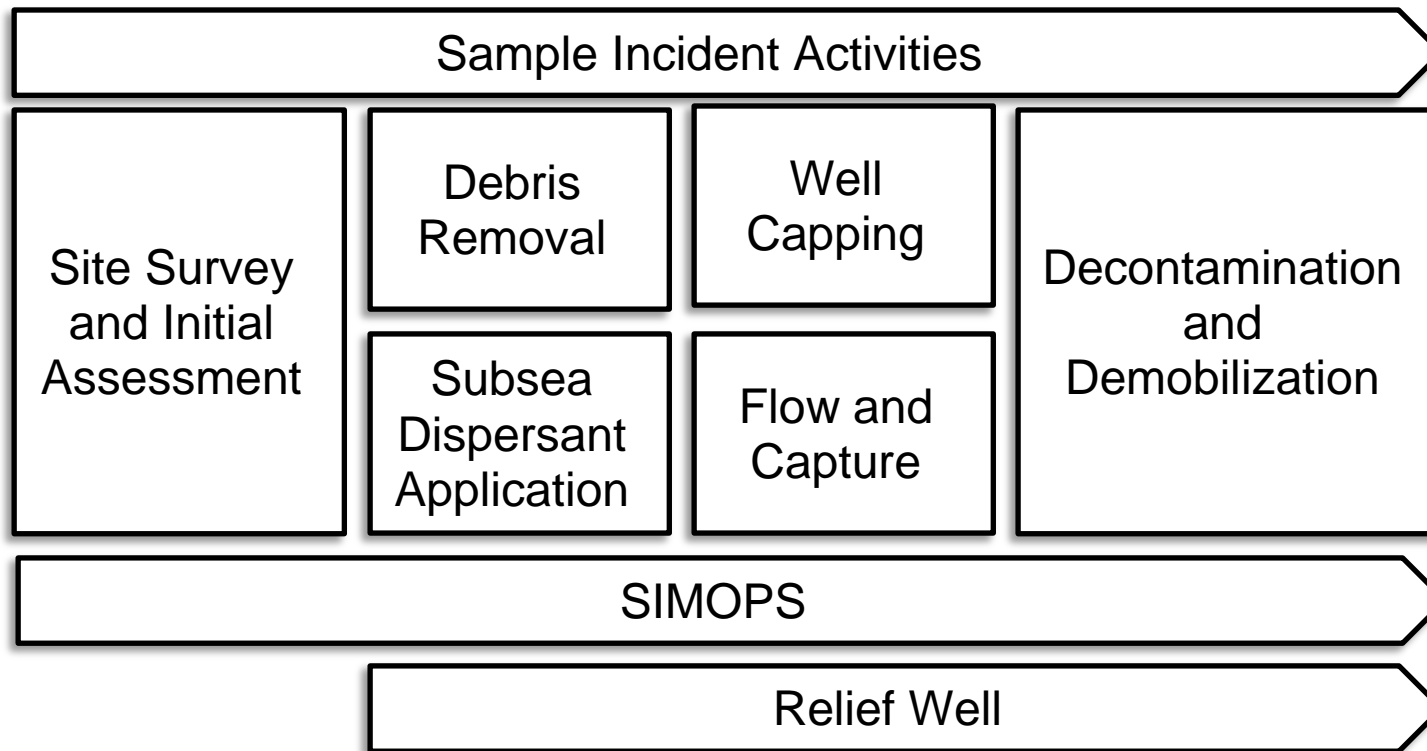 Sample Incident Activities
Site Survey
and Initial
Assessment
Debris
Removal
Subsea
Dispersant
Application
Well
Capping
Flow and
Capture
Decontamination
and
Demobilization
SIMOPS
Relief Well